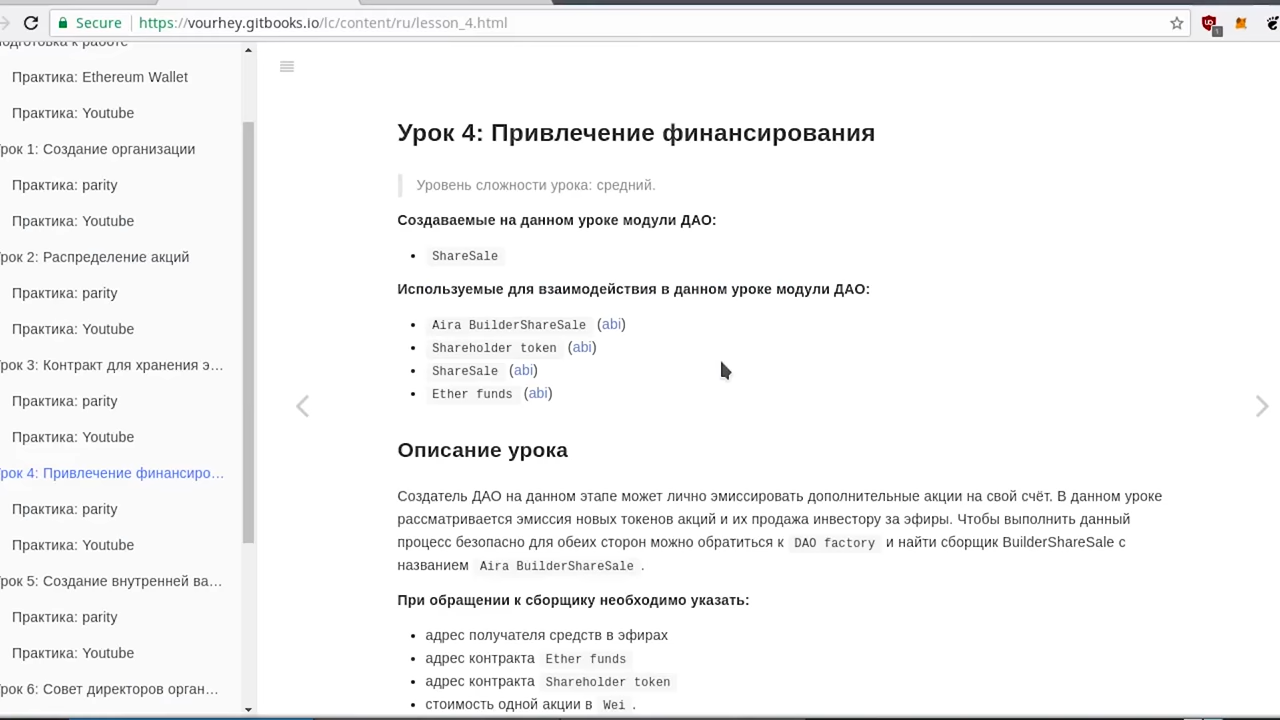 Secure https://vourhey.gitbooks.io/lc/content/ru/lesson_4.html
одготовка к работе
Практика: Ethereum Wallet
Практика: Youtube
рок 1: Создание организации
Практика: parity
Практика: Youtube
рок 2: Распределение акций
Практика: parity
Практика: Youtube
рок 3: Контракт для хранения э…
Практика: parity
Практика: Youtube
рок 4: Привлечение финансиро…
Практика: parity
Практика: Youtube
рок 5: Создание внутренней ва…
Практика: parity
Практика: Youtube
рок 6: Совет директоров орган…
Урок 4: Привлечение финансирования
Уровень сложности урока: средний.
Создаваемые на данном уроке модули ДАО:
• ShareSale
Используемые для взаимодействия в данном уроке модули ДАО:
• Aira BuilderShareSale (abi)
• Shareholder token (abi)
• ShareSale (abi)
• Ether funds (abi)
Описание урока
Создатель ДАО на данном этапе может лично эмиссировать дополнительные акции на свой счёт. В данном уроке
рассматривается эмиссия новых токенов акций и их продажа инвестору за эфиры. Чтобы выполнить данный
процесс безопасно для обеих сторон можно обратиться к DAO factory и найти сборщик BuilderShareSale с
названием Aira BuilderShareSale .
При обращении к сборщику необходимо указать:
• адрес получателя средств в эфирах
• адрес контракта Ether funds
• адрес контракта Shareholder token
• стоимость одной акции в Wei .